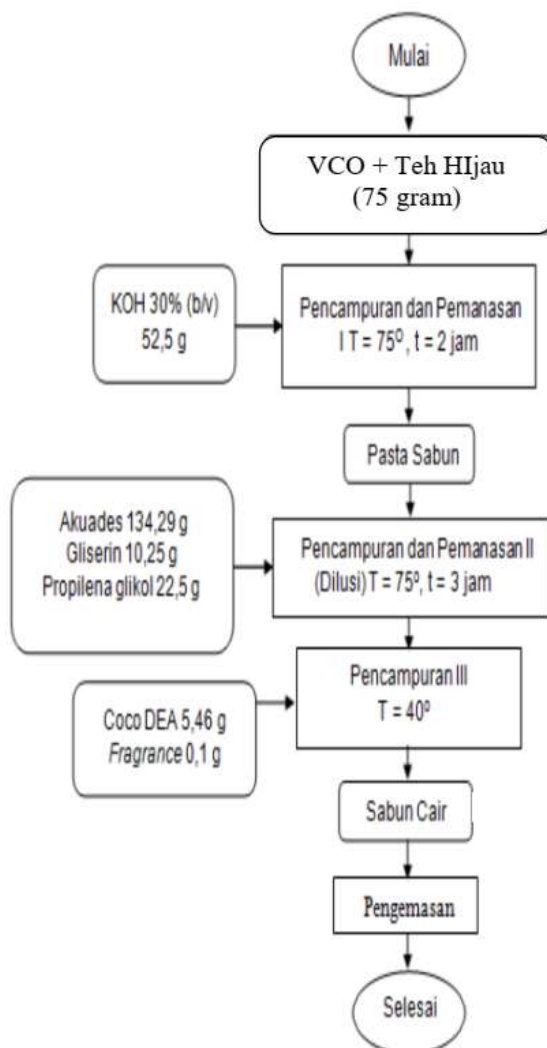 Mulai
VCO + Teh HIjau
(75 gram)
KOH 30% (b/v)
52,5 g
Pencampuran dan Pemanasan
I T = 75⁰, t = 2 jam
Pasta Sabun
Akuades 134,29 g
Gliserin 10,25 g
Propilena glikol 22,5 g
Pencampuran dan Pemanasan II
(Dilusi) T = 75⁰, t = 3 jam
Coco DEA 5,46 g
Fragrance 0,1 g
Pencampuran III
T = 40⁰
Sabun Cair
Pengemasan
Selesai